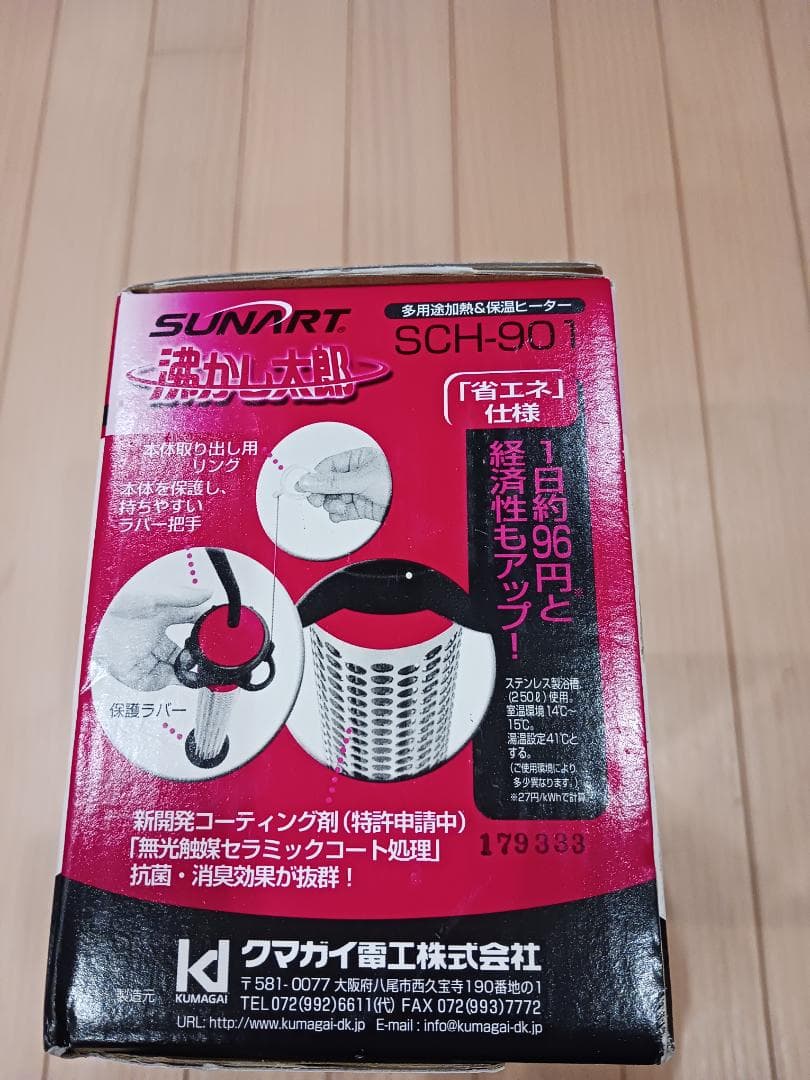 SUNART®
沸かし太郎
多用途加熱&保温ヒーター
SCH-901
「省エネ」
仕様
1日約96円※と
経済性もアップ!
ステンレス製浴槽
(250ℓ)使用。
室温環境14℃~
15℃。
湯温設定41℃と
する。
(ご使用環境により
多少異なります。)
※27円/kWhで計算
本体取り出し用
リング
本体を保護し、
持ちやすい
ラバー把手
保護ラバー
新開発コーティング剤(特許申請中)
「無光触媒セラミックコート処理」
抗菌・消臭効果が抜群!
179333
製造元
KUMAGAI
クマガイ電工株式会社
〒581-0077 大阪府八尾市西久宝寺190番地の1
TEL 072(992)6611(代) FAX 072(993)7772
URL: http://www.kumagai-dk.jp E-mail : info@kumagai-dk.jp